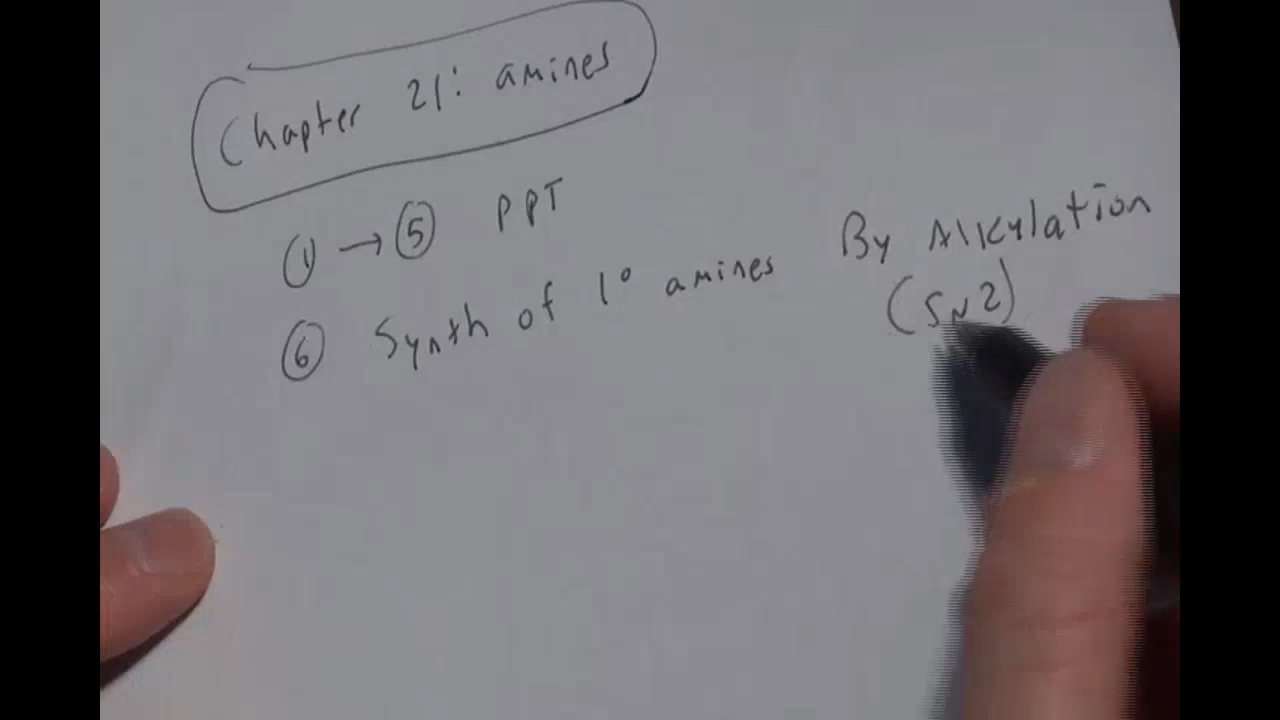 Chapter 21: amines
① → ⑤ PPT
⑥ Synth of 1° amines By Alkylation
(SN2)